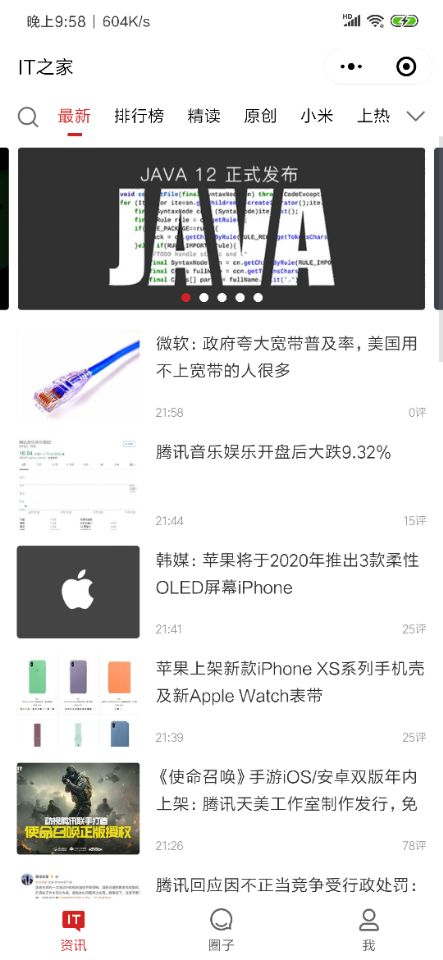 晚上9:58 | 604K/s
IT之家
最新 排行榜 精读 原创 小米 上热
JAVA 12 正式发布
JAVA
微软：政府夸大宽带普及率，美国用
不上宽带的人很多
21:58 0评
腾讯音乐娱乐开盘后大跌9.32%
21:44 15评
韩媒：苹果将于2020年推出3款柔性
OLED屏幕iPhone
21:41 25评
苹果上架新款iPhone XS系列手机壳
及新Apple Watch表带
21:39 25评
动视腾讯联手打造
使命召唤正版授权
《使命召唤》手游iOS/安卓双版年内
上架：腾讯天美工作室制作发行，免
21:26 78评
腾讯回应因不正当竞争受行政处罚：
IT
资讯 圈子 我